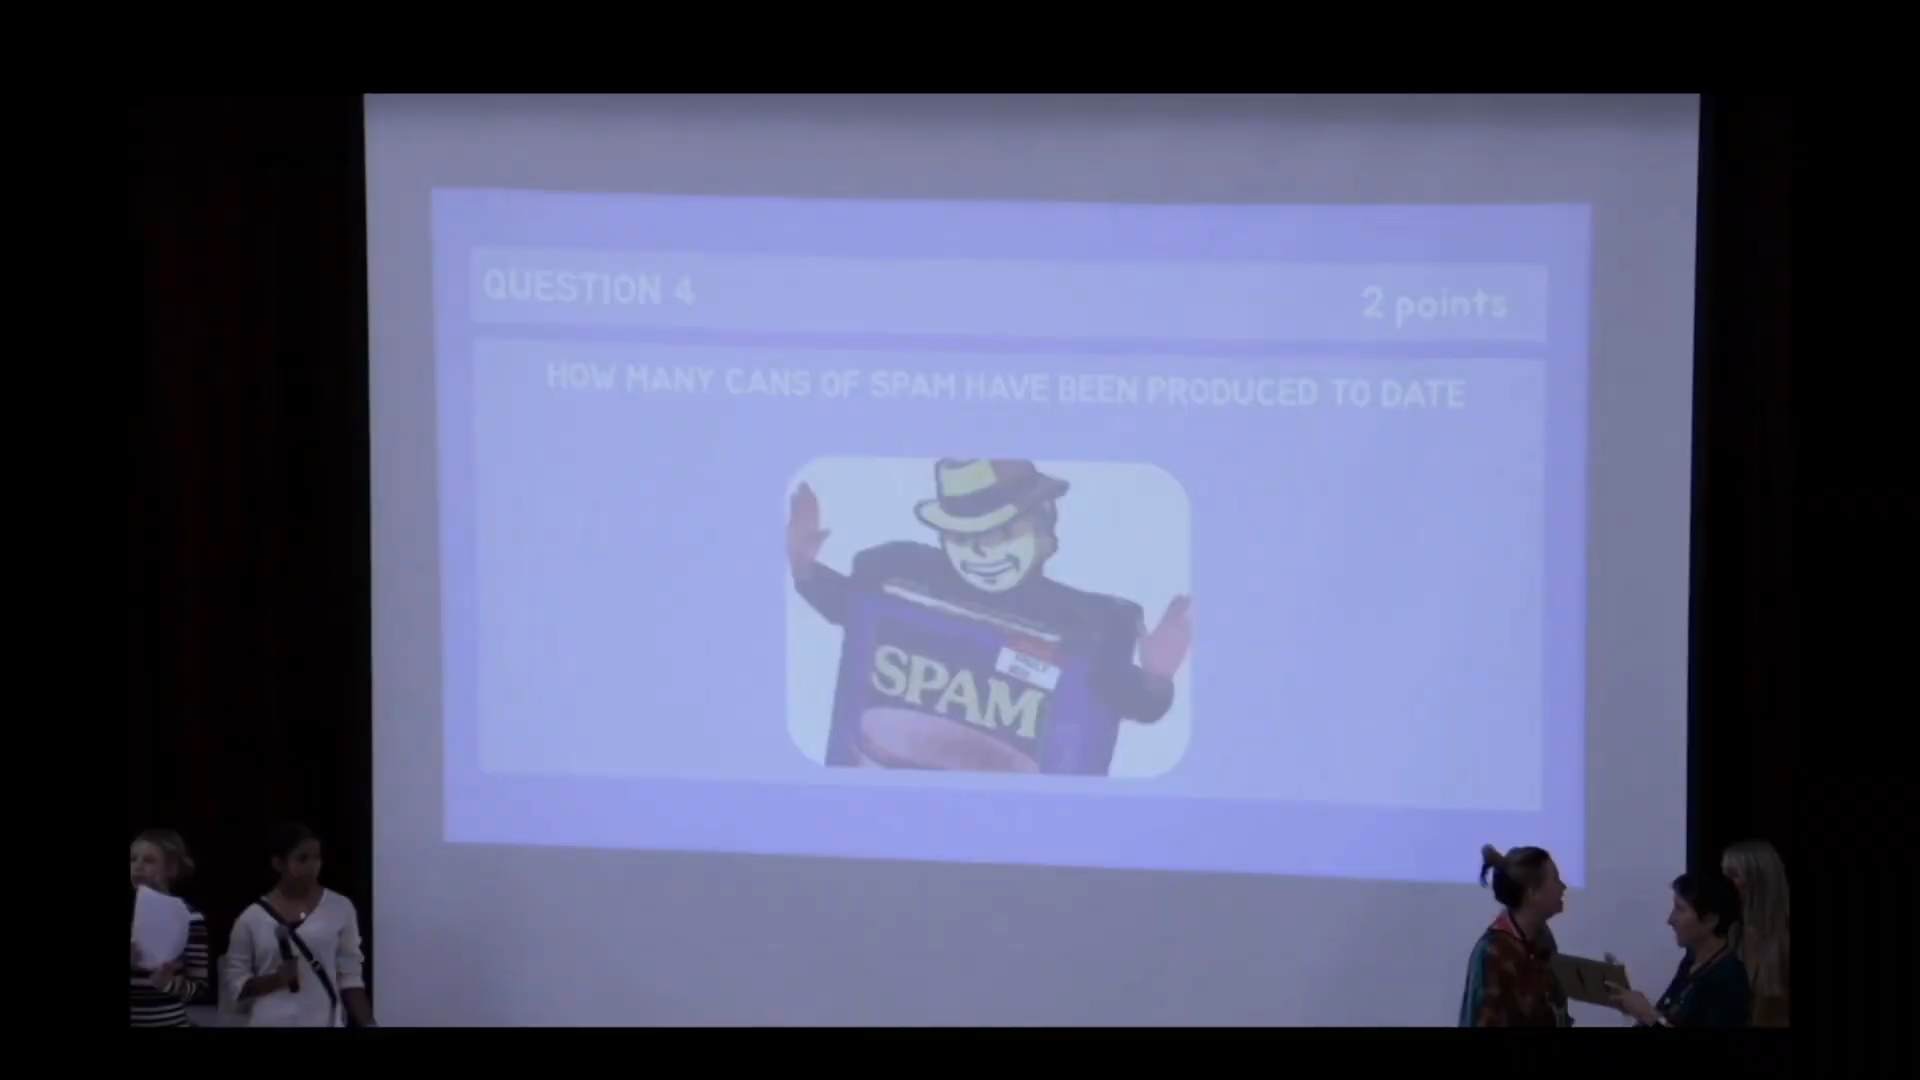 QUESTION 4
2 points
HOW MANY CANS OF SPAM HAVE BEEN PRODUCED TO DATE
SPAM